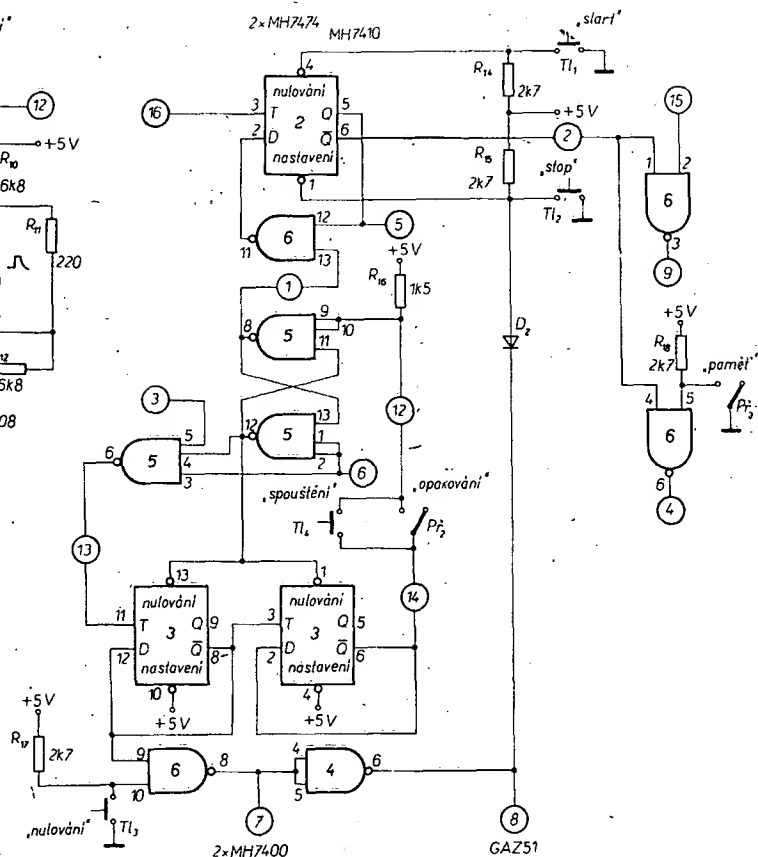 2×MH7474
MH7410
„start"
Tl₁
12
+5V
R₁₀
6k8
R₁₁
220
6k8
08
16
4
nulování
3 T Q 5
2
2 D Q̅ 6
nastavení
1
R₁₄
2k7
+5V
2
R₁₅
2k7
„stop"
Tl₂
15
1 2
6
3
9
12
6
11
13
5
+5V
R₁₆
1k5
1
8
5
9
10
11
D₂
+5V
R₁₈
2k7
„paměť"
Př₃
4 5
6
6
4
3
12
5
13
1
2
6
6
5
5
4
3
12
„spouštění"
„opakování"
Tl₄
Př₂
13
14
13
nulování
11 T Q 9
3
12 D Q̅ 8
nastavení
10
+5V
1
nulování
3 T Q 5
3
2 D Q̅ 6
nastavení
4
+5V
+5V
R₁₇
2k7
9
10
6
8
4
5
4
6
„nulování"
Tl₃
7
8
2×MH7400
GAZ51